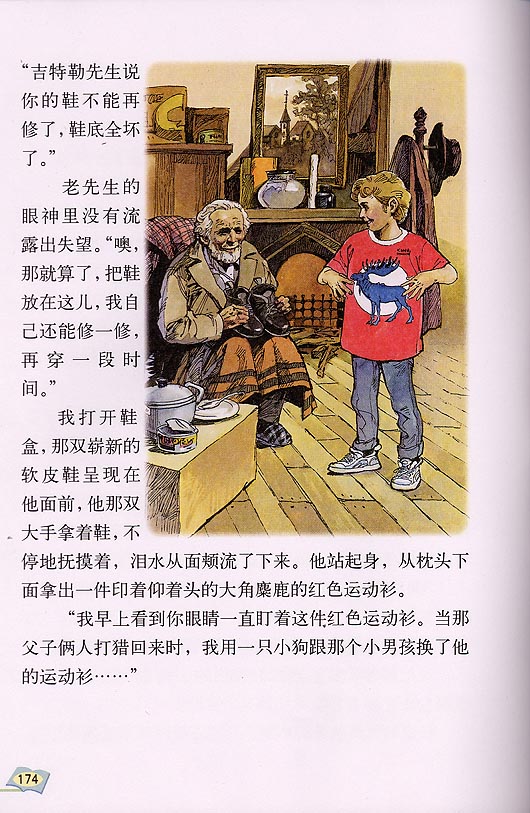 “吉特勒先生说
你的鞋不能再
修了，鞋底全坏
了。”
老先生的
眼神里没有流
露出失望。“噢，
那就算了，把鞋
放在这儿，我自
己还能修一修，
再穿一段时
间。”
我打开鞋
盒，那双崭新的
软皮鞋呈现在
他面前，他那双
大手拿着鞋，不
停地抚摸着，泪水从面颊流了下来。他站起身，从枕头下
面拿出一件印着仰着头的大角麋鹿的红色运动衫。
“我早上看到你眼睛一直盯着这件红色运动衫。当那
父子俩人打猎回来时，我用一只小狗跟那个小男孩换了他
的运动衫……”
174